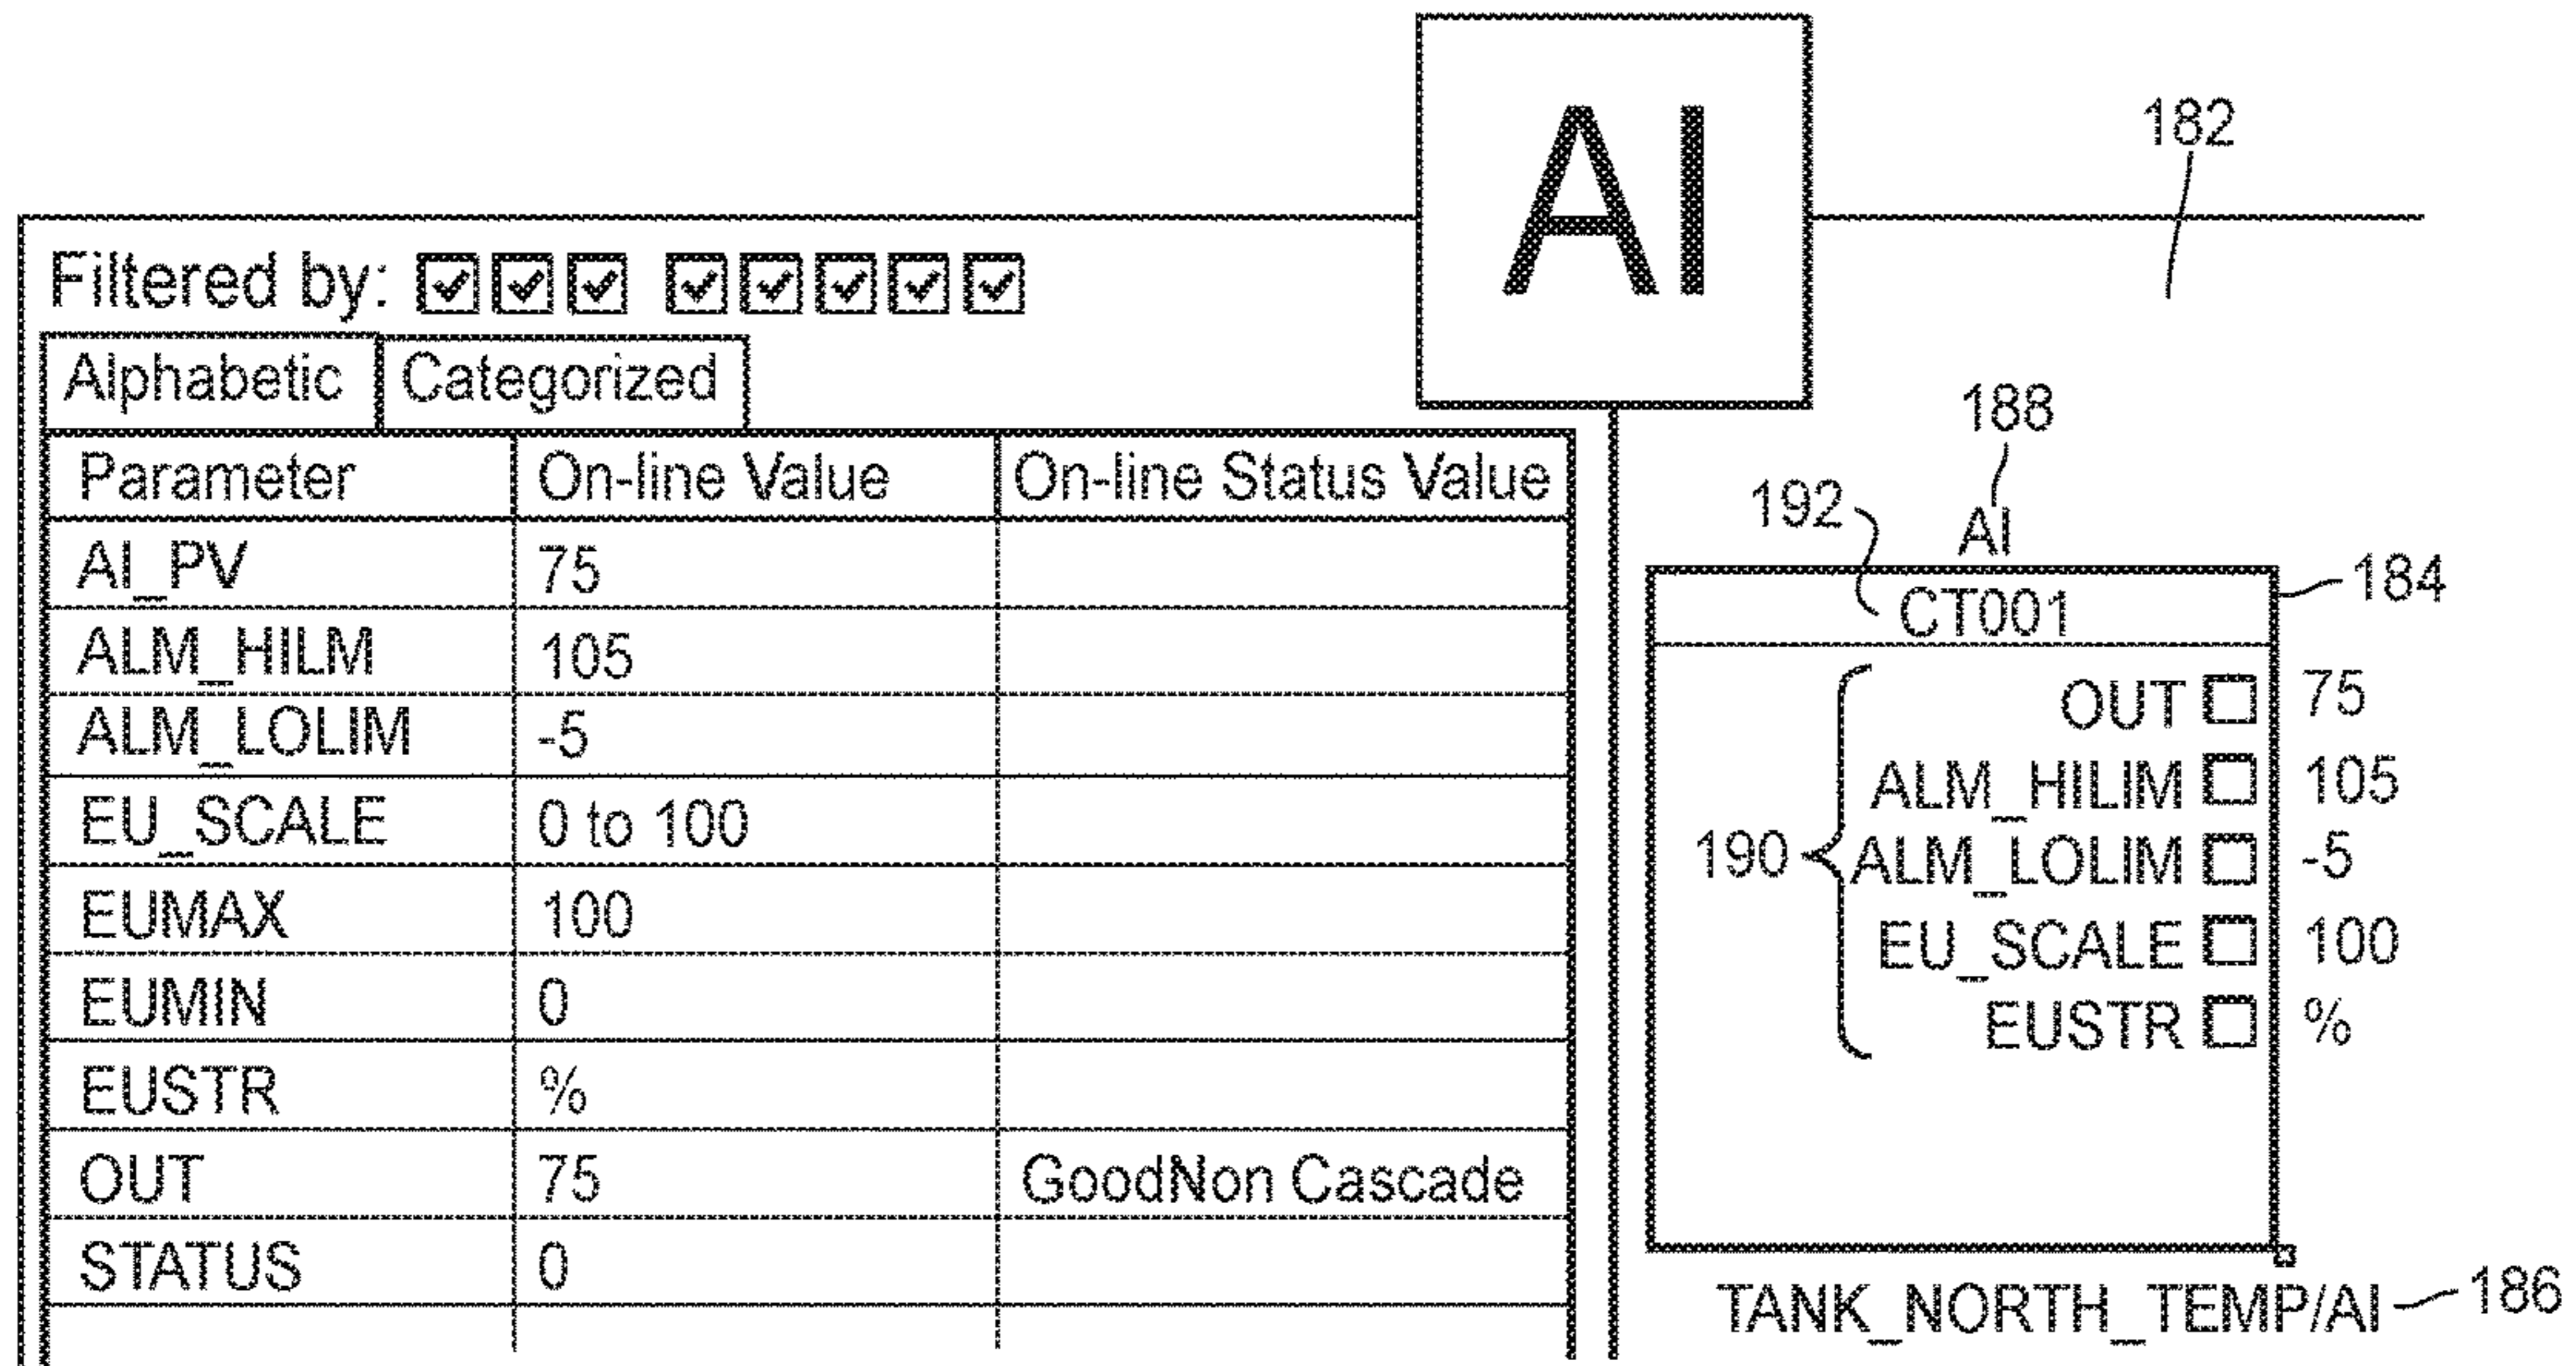 AI
182
Filtered by:
Alphabetic Categorized
Parameter On-line Value On-line Status Value
AI_PV 75
ALM_HILM 105
ALM_LOLIM -5
EU_SCALE 0 to 100
EUMAX 100
EUMIN 0
EUSTR %
OUT 75 GoodNon Cascade
STATUS 0
188
192
AI
CT001
184
OUT 75
ALM_HILIM 105
190
ALM_LOLIM -5
EU_SCALE 100
EUSTR %
TANK_NORTH_TEMP/AI
186